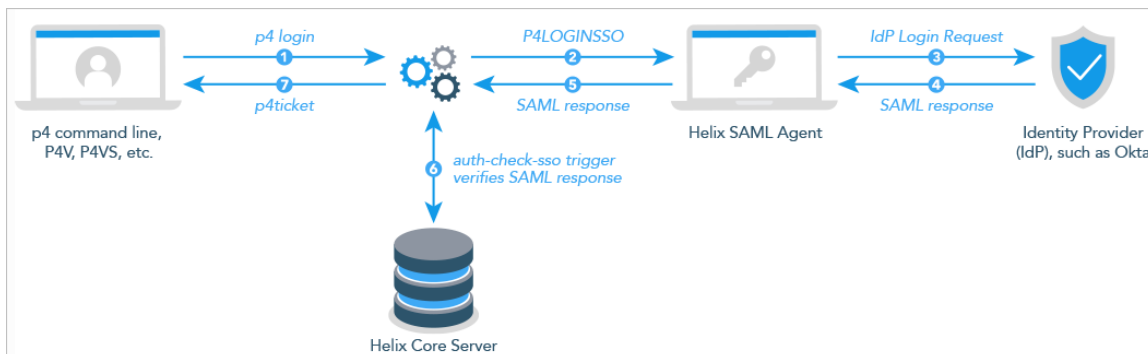 p4 login
1
7
p4ticket
P4LOGINSSO
2
5
SAML response
IdP Login Request
3
4
SAML response
p4 command line,
P4V, P4VS, etc.
Helix SAML Agent
Identity Provider
(IdP), such as Okta
6
auth-check-sso trigger
verifies SAML response
Helix Core Server